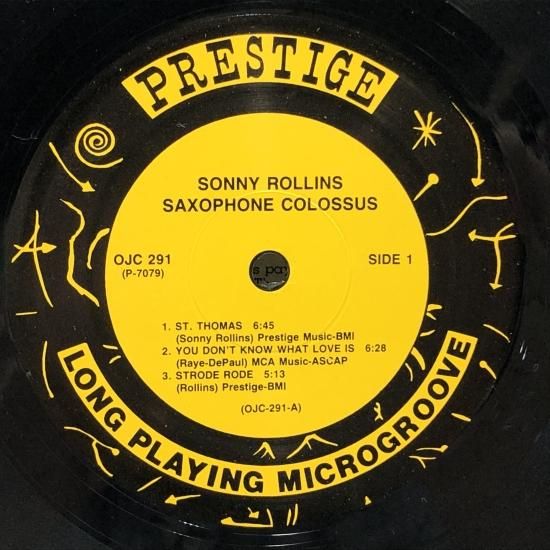 PRESTIGE
SONNY ROLLINS
SAXOPHONE COLOSSUS
OJC 291
(P-7079)
SIDE 1
1. ST. THOMAS 6:45
(Sonny Rollins) Prestige Music-BMI
2. YOU DON'T KNOW WHAT LOVE IS 6:28
(Raye-DePaul) MCA Music-ASCAP
3. STRODE RODE 5:13
(Rollins) Prestige-BMI
(OJC-291-A)
LONG PLAYING MICROGROOVE